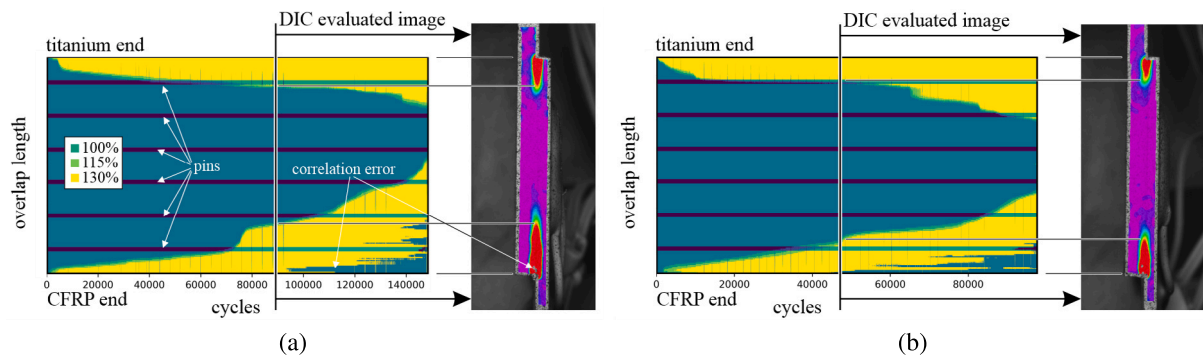 DIC evaluated image
titanium end
overlap length
100%
115%
130%
pins
correlation error
0
20000
40000
60000
80000
100000
120000
140000
CFRP end
cycles
(a)
DIC evaluated image
titanium end
overlap length
0
20000
40000
60000
80000
CFRP end
cycles
(b)